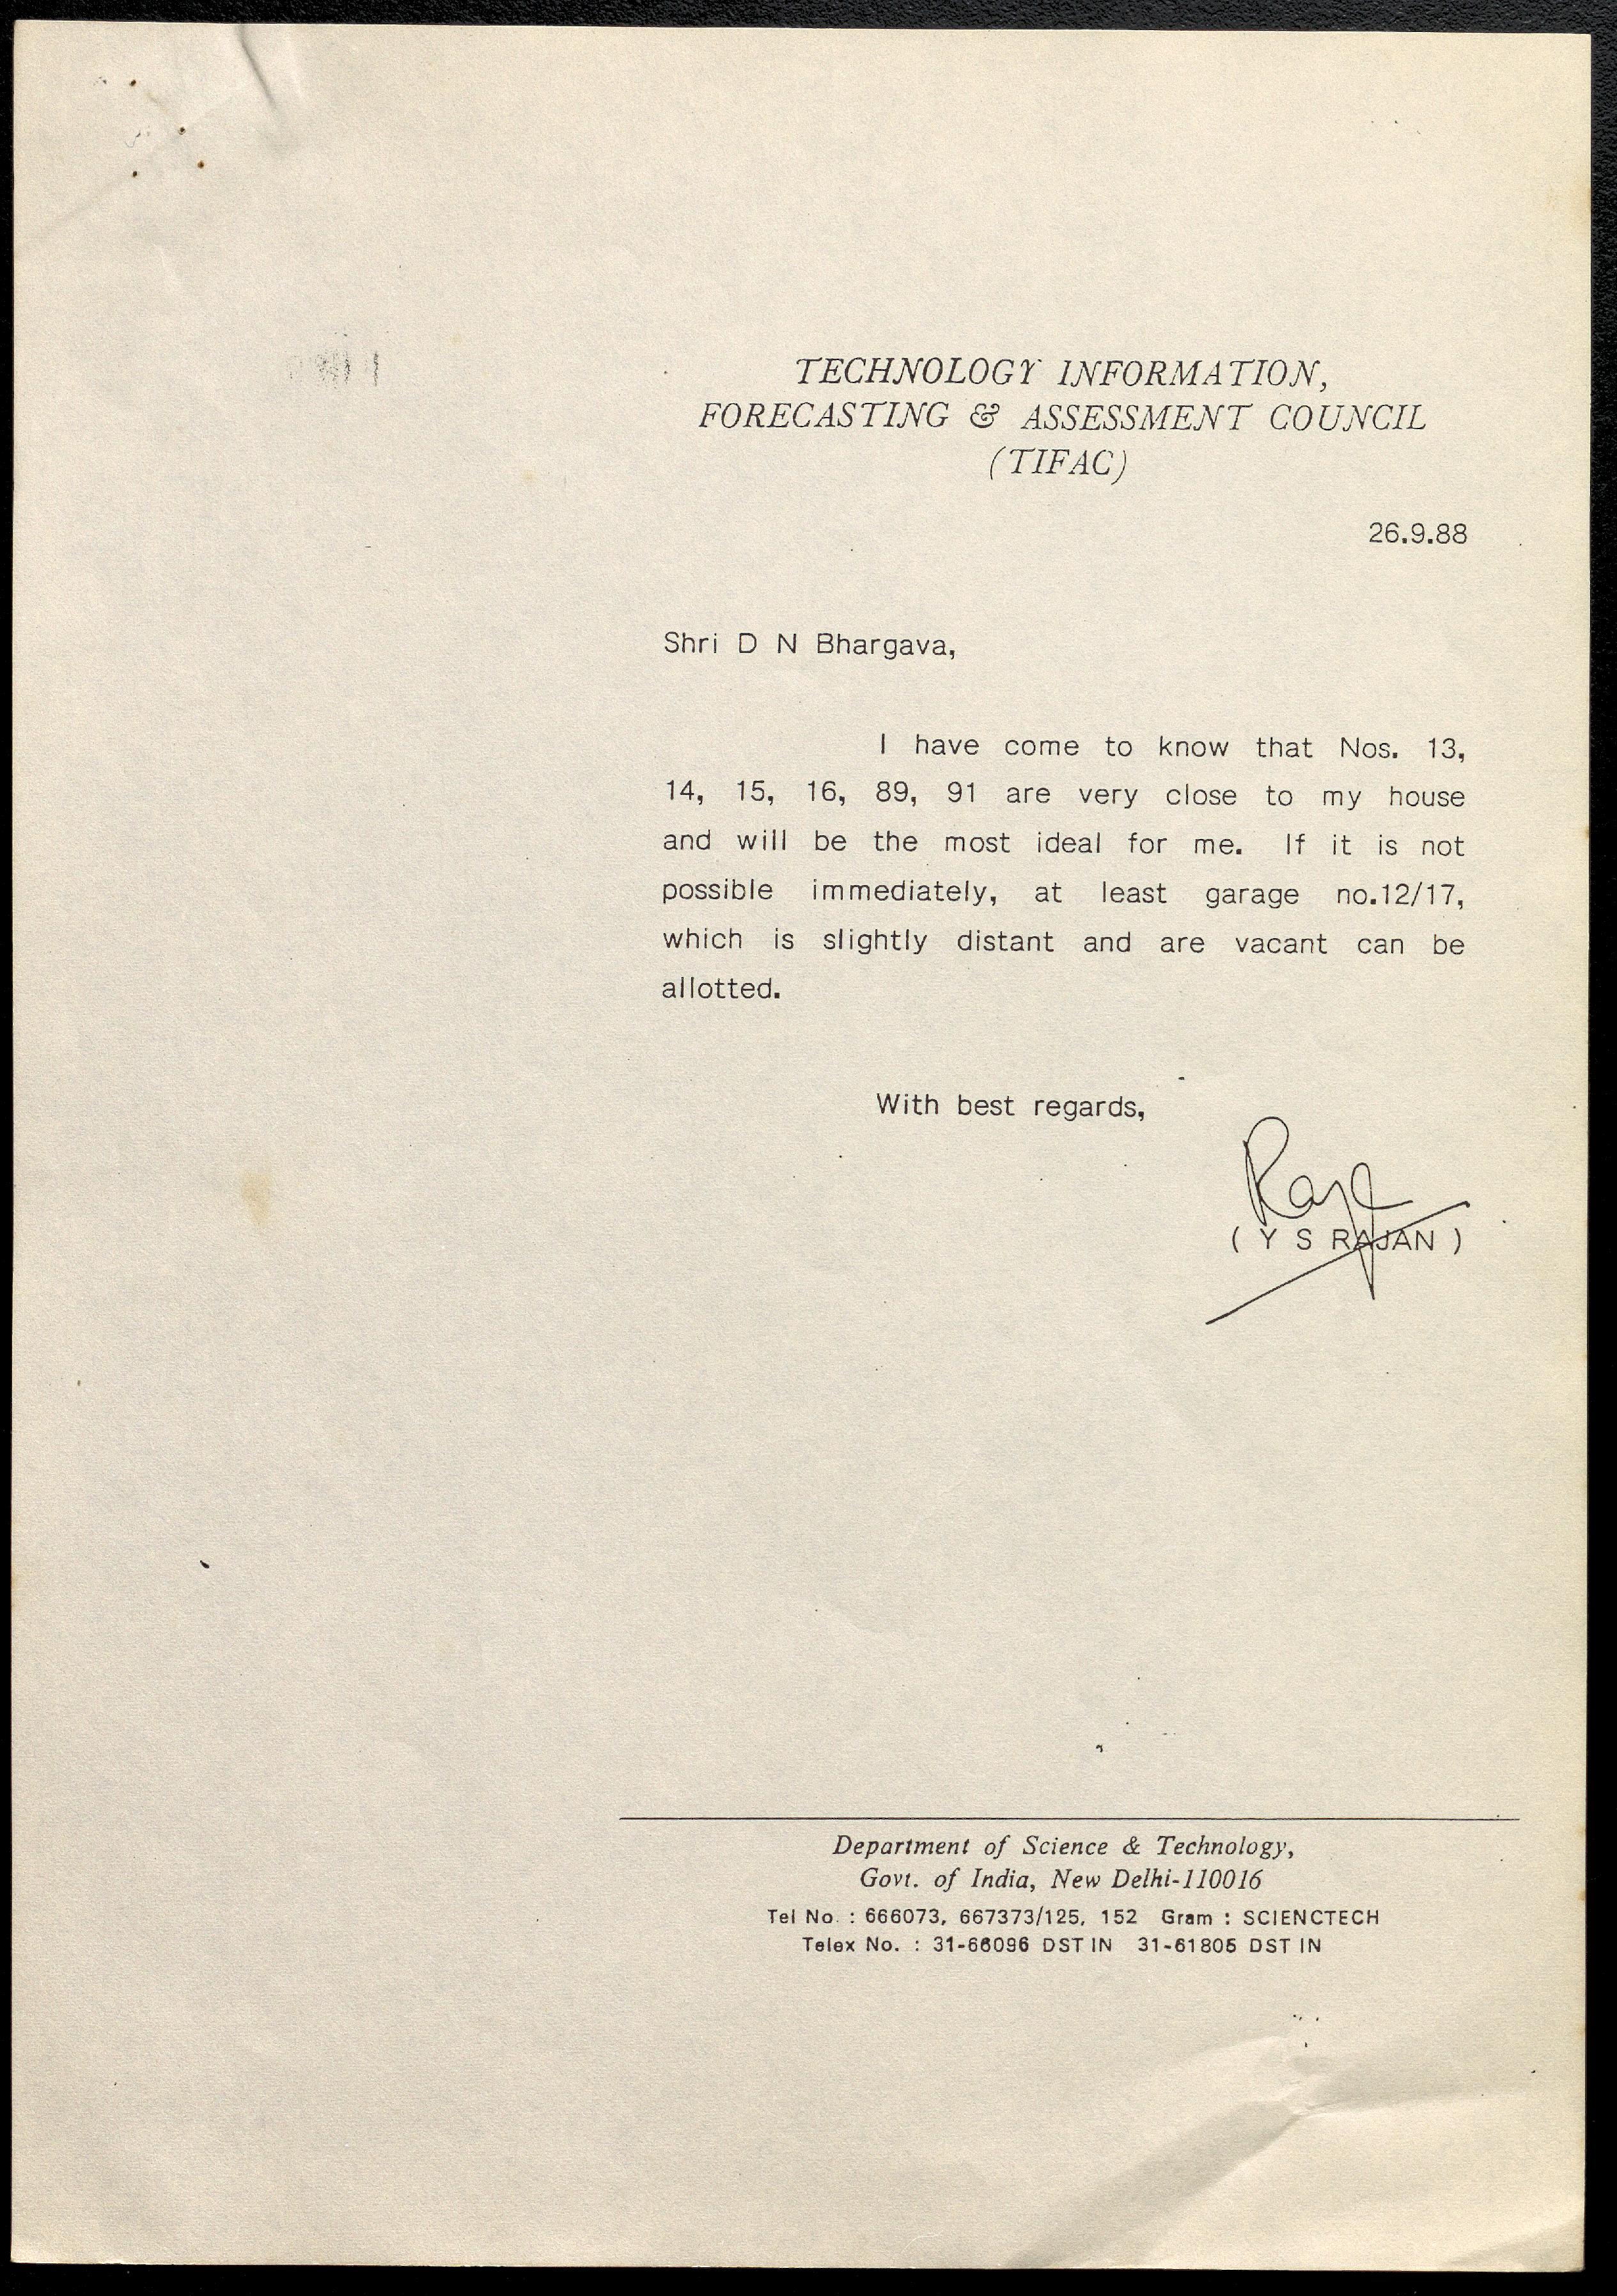 TECHNOLOGY INFORMATION,
FORECASTING & ASSESSMENT COUNCIL
(TIFAC)
26.9.88
Shri D N Bhargava,
I have come to know that Nos. 13,
14, 15, 16, 89, 91 are very close to my house
and will be the most ideal for me. If it is not
possible immediately, at least garage no.12/17,
which is slightly distant and are vacant can be
allotted.
With best regards,
( Y S RAJAN )
Department of Science & Technology,
Govt. of India, New Delhi-110016
Tel No. : 666073, 667373/125, 152 Gram : SCIENCTECH
Telex No. : 31-66096 DST IN 31-61805 DST IN